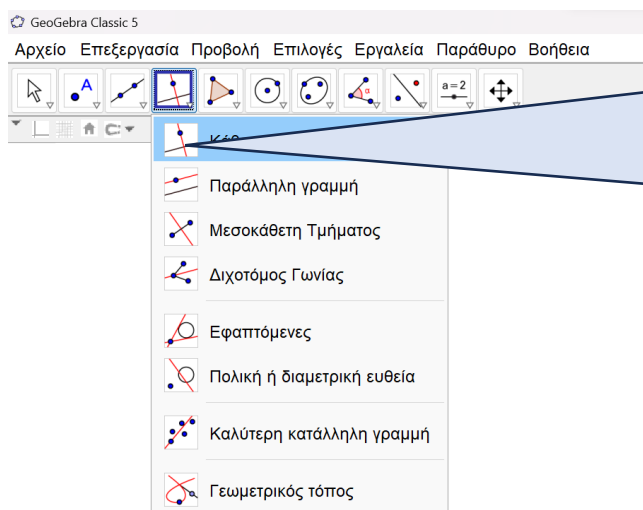 GeoGebra Classic 5
Αρχείο Επεξεργασία Προβολή Επιλογές Εργαλεία Παράθυρο Βοήθεια
A α a=2
Παράλληλη γραμμή
Μεσοκάθετη Τμήματος
Διχοτόμος Γωνίας
Εφαπτόμενες
Πολική ή διαμετρική ευθεία
Καλύτερη κατάλληλη γραμμή
Γεωμετρικός τόπος